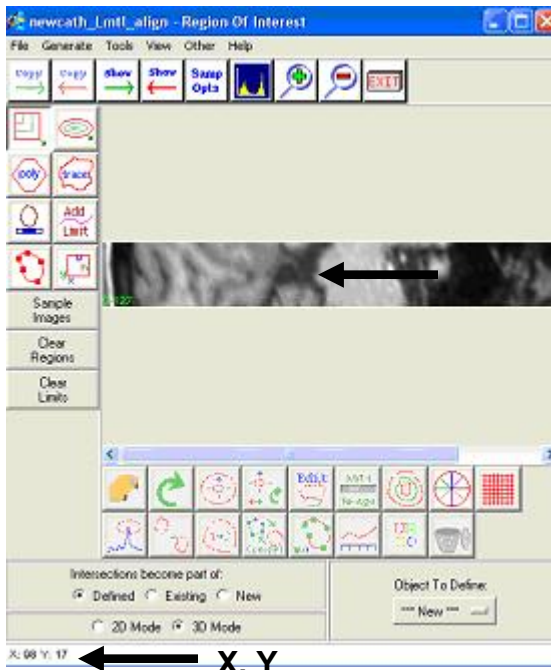 newcath_Lmtl_align - Region Of Interest
File Generate Tools View Other Help
Copy Copy Show Show Samp Opts EXIT
poly trace
Add Limit
Sample
Images
Clear
Regions
Clear
Limits
Edit
Intersections become part of:
Defined Existing New
2D Mode 3D Mode
Object To Define:
*** New ***
X: 98 Y: 17
X, Y